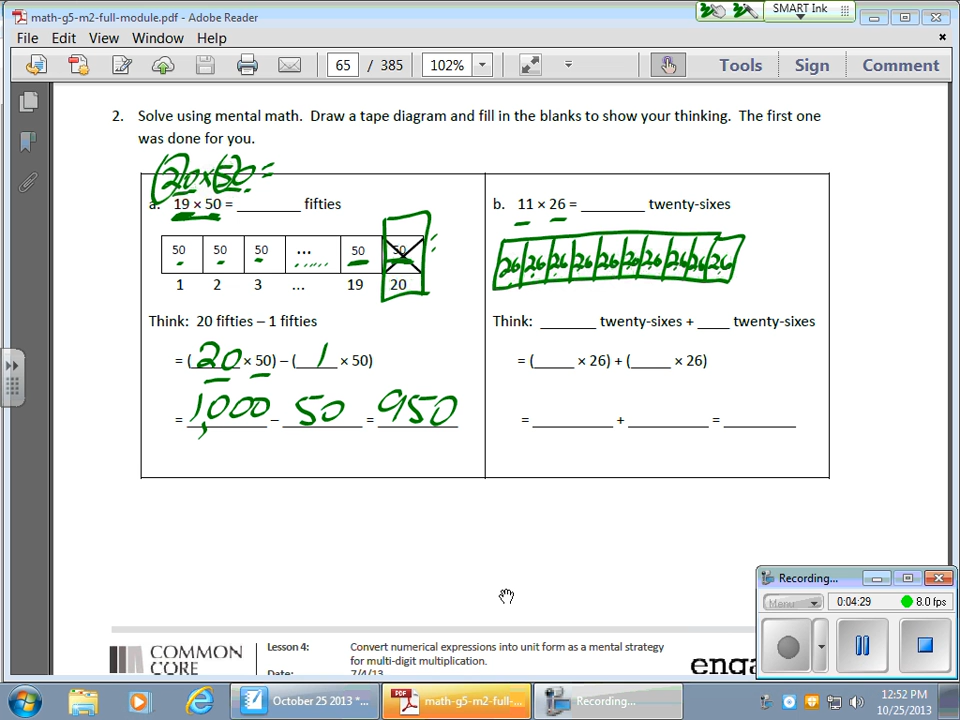 math-g5-m2-full-module.pdf - Adobe Reader
SMART Ink
File Edit View Window Help
65 / 385 102% Tools Sign Comment
2. Solve using mental math. Draw a tape diagram and fill in the blanks to show your thinking. The first one
was done for you.
(20×50=
a. 19 × 50 = ________ fifties
50 50 50 ... 50 50
1 2 3 ... 19 20
Think: 20 fifties – 1 fifties
= (20 × 50) – (1 × 50)
= 1,000 – 50 = 950
b. 11 × 26 = ________ twenty-sixes
26 26 26 26 26 26 26 26 26 26
Think: _______ twenty-sixes + ____ twenty-sixes
= (_____ × 26) + (_____ × 26)
= __________ + __________ = _________
COMMON
CORE
Lesson 4:
Date:
Convert numerical expressions into unit form as a mental strategy
for multi-digit multiplication.
7/4/13
engag
Recording...
Menu 0:04:29 8.0 fps
October 25 2013 *... math-g5-m2-full-... Recording...
12:52 PM
10/25/2013